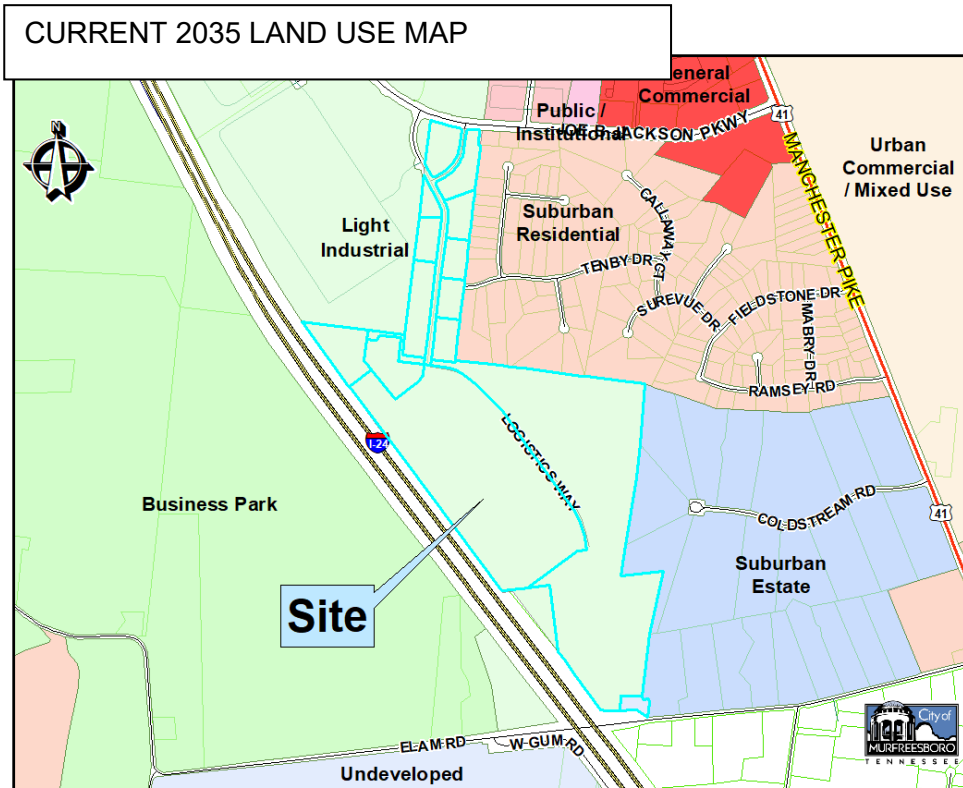 CURRENT 2035 LAND USE MAP
N
General
Commercial
Public /
Institutional
JOE B JACKSON PKWY
41
MANCHESTER PIKE
Urban
Commercial
/ Mixed Use
Light
Industrial
Suburban
Residential
CALLAWAY CT
TENBY DR
SUREVUE DR
FIELDSTONE DR
MABRY DR
RAMSEY RD
LOGISTICS WAY
I-24
Business Park
COLDSTREAM RD
41
Suburban
Estate
Site
ELAM RD
W GUM RD
Undeveloped
City of
MURFREESBORO
TENNESSEE